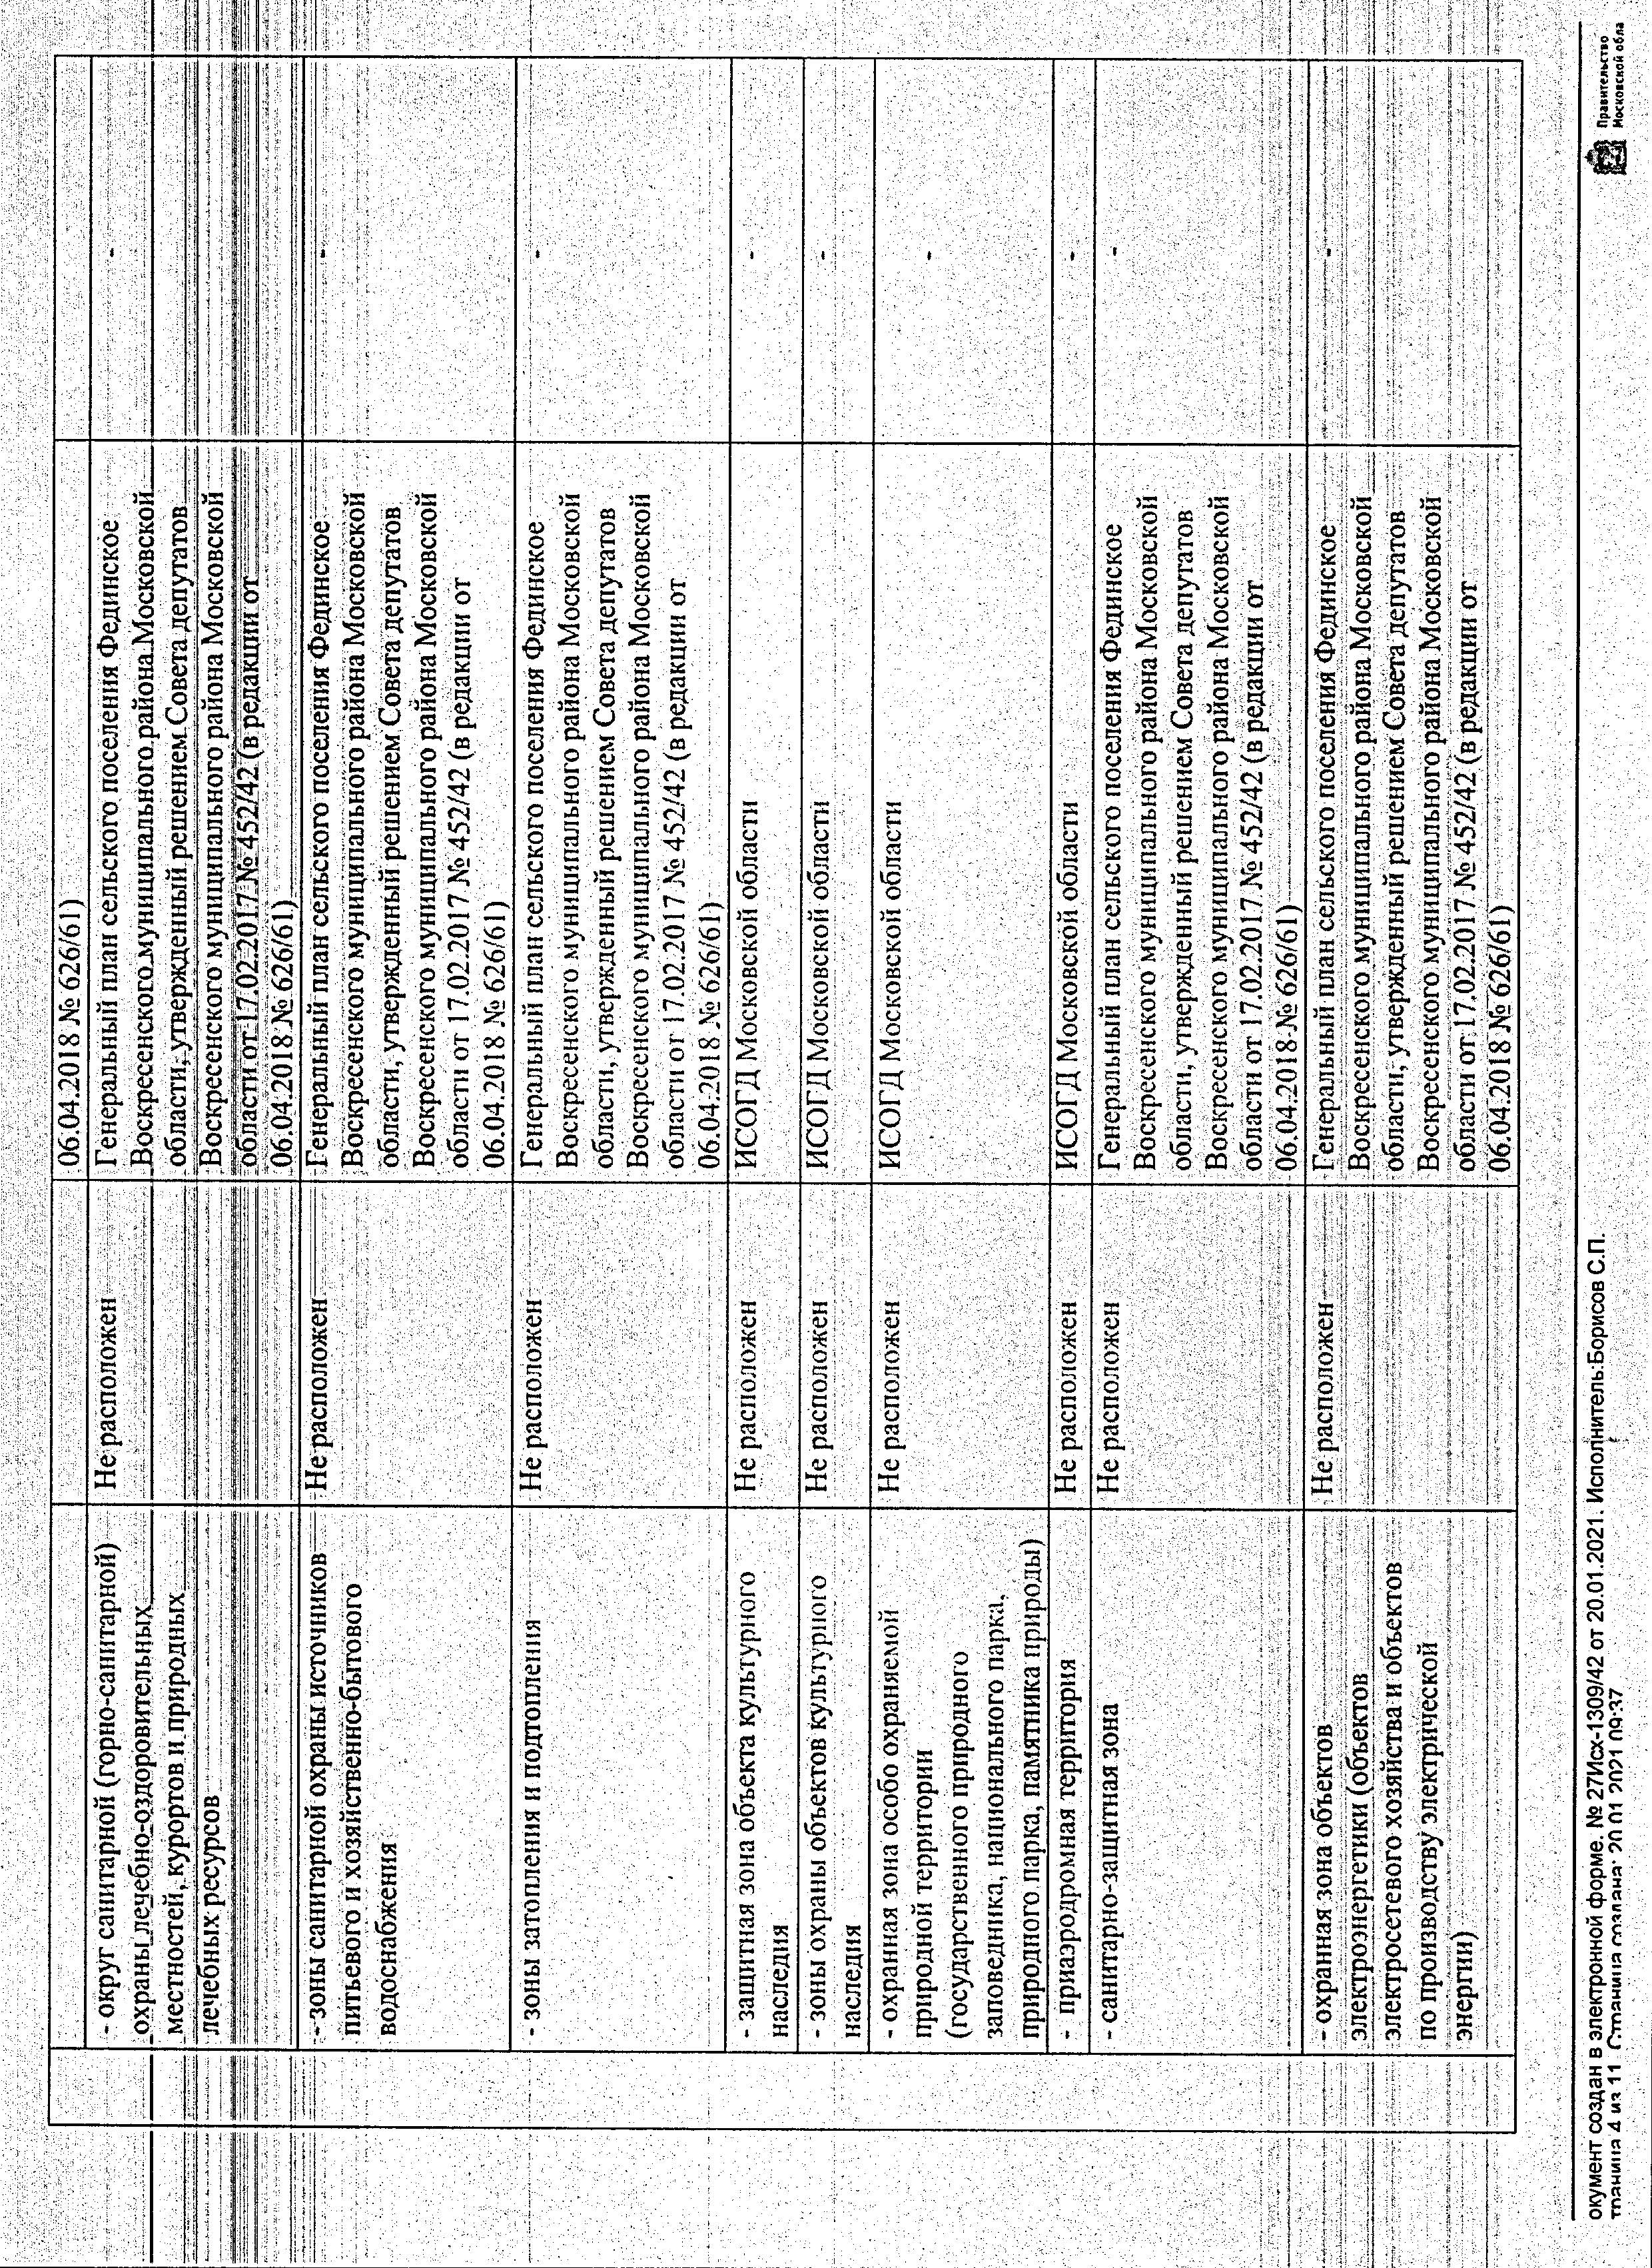 06.04.2018 № 626/61)
- округ санитарной (горно-санитарной)
охраны лечебно-оздоровительных
местностей, курортов и природных
лечебных ресурсов
Не расположен
Генеральный план сельского поселения Фединское
Воскресенского муниципального района Московской
области, утвержденный решением Совета депутатов
Воскресенского муниципального района Московской
области от 17.02.2017 № 452/42 (в редакции от
06.04.2018 № 626/61)
-
- зоны санитарной охраны источников
питьевого и хозяйственно-бытового
водоснабжения
Не расположен
Генеральный план сельского поселения Фединское
Воскресенского муниципального района Московской
области, утвержденный решением Совета депутатов
Воскресенского муниципального района Московской
области от 17.02.2017 № 452/42 (в редакции от
06.04.2018 № 626/61)
-
- зоны затопления и подтопления
Не расположен
Генеральный план сельского поселения Фединское
Воскресенского муниципального района Московской
области, утвержденный решением Совета депутатов
Воскресенского муниципального района Московской
области от 17.02.2017 № 452/42 (в редакции от
06.04.2018 № 626/61)
-
- защитная зона объекта культурного
наследия
Не расположен
ИСОГД Московской области
-
- зоны охраны объектов культурного
наследия
Не расположен
ИСОГД Московской области
-
- охранная зона особо охраняемой
природной территории
(государственного природного
заповедника, национального парка,
природного парка, памятника природы)
Не расположен
ИСОГД Московской области
-
- приаэродромная территория
Не расположен
ИСОГД Московской области
-
- санитарно-защитная зона
Не расположен
Генеральный план сельского поселения Фединское
Воскресенского муниципального района Московской
области, утвержденный решением Совета депутатов
Воскресенского муниципального района Московской
области от 17.02.2017 № 452/42 (в редакции от
06.04.2018 № 626/61)
-
- охранная зона объектов
электроэнергетики (объектов
электросетевого хозяйства и объектов
по производству электрической
энергии)
Не расположен
Генеральный план сельского поселения Фединское
Воскресенского муниципального района Московской
области, утвержденный решением Совета депутатов
Воскресенского муниципального района Московской
области от 17.02.2017 № 452/42 (в редакции от
06.04.2018 № 626/61)
-
окумент создан в электронной форме. № 27Исх-1309/42 от 20.01.2021. Исполнитель:Борисов С.П.
траница 4 из 11. Страница создана: 20.01.2021 09:37
Правительство
Московской обла